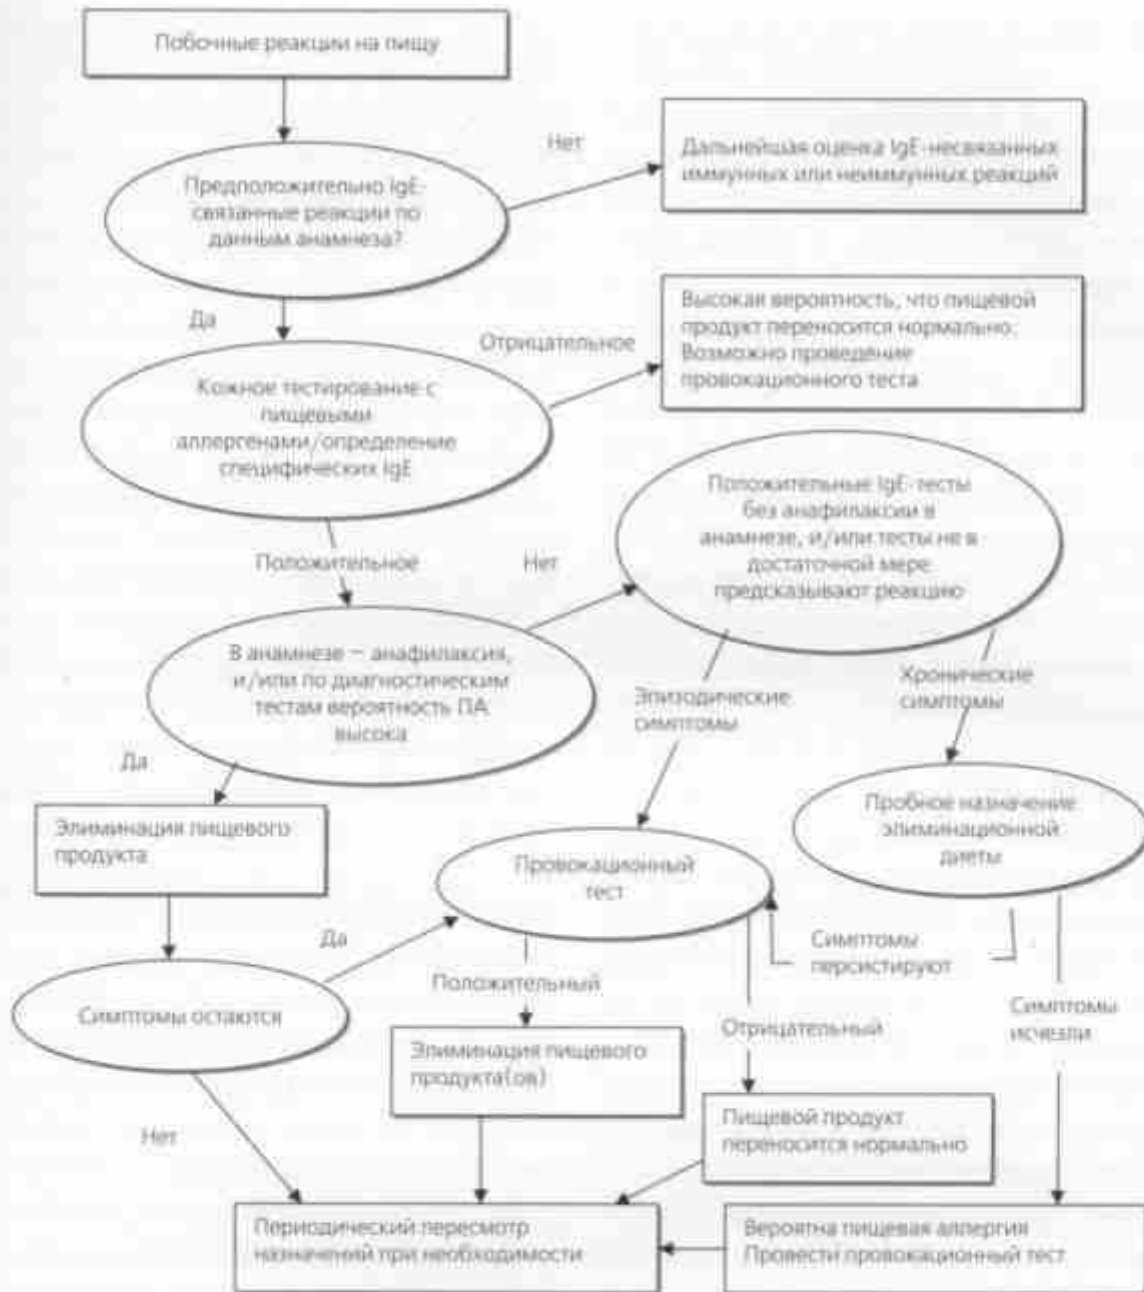 Побочные реакции на пищу
Нет
Дальнейшая оценка IgE-несвязанных
иммунных или неиммунных реакций
Предположительно IgE-
связанные реакции по
данным анамнеза?
Да
Отрицательное
Высокая вероятность, что пищевой
продукт переносится нормально.
Возможно проведение
провокационного теста
Кожное тестирование с
пищевыми
аллергенами/определение
специфических IgE
Положительные IgE-тесты
без анафилаксии в
анамнезе, и/или тесты не в
достаточной мере
предсказывают реакцию
Положительное
Нет
В анамнезе – анафилаксия,
и/или по диагностическим
тестам вероятность ПА
высока
Эпизодические
симптомы
Хронические
симптомы
Да
Элиминация пищевого
продукта
Провокационный
тест
Пробное назначение
элиминационной
диеты
Да
Симптомы
персистируют
Симптомы остаются
Положительный
Отрицательный
Симптомы
исчезли
Элиминация пищевого
продукта(ов)
Нет
Пищевой продукт
переносится нормально
Периодический пересмотр
назначений при необходимости
Вероятна пищевая аллергия
Провести провокационный тест